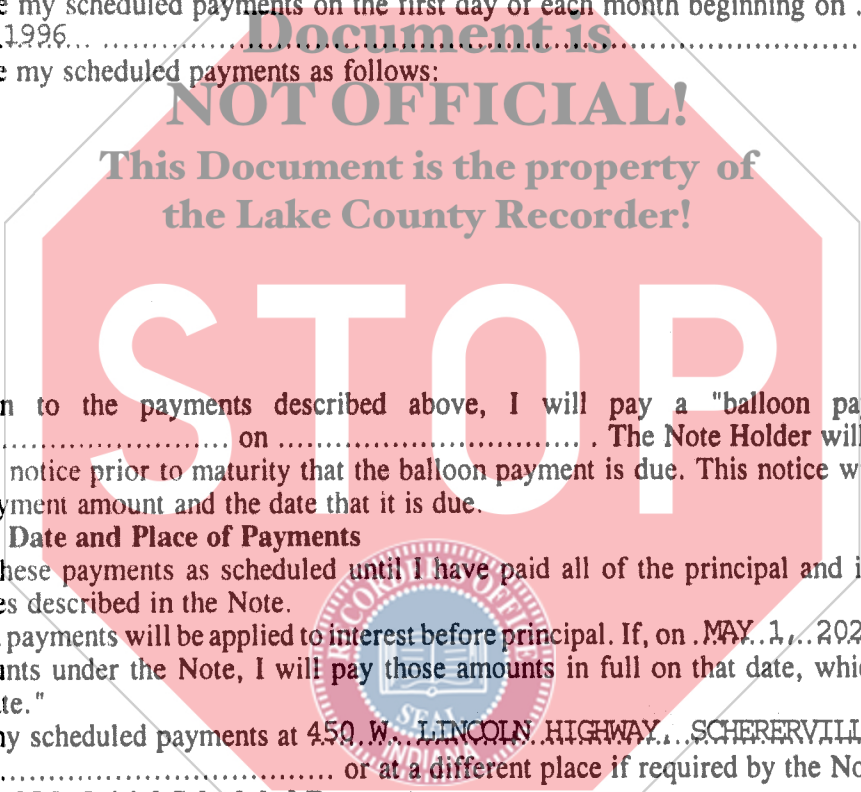 my scheduled payments on the first day of each month beginning on .
1996
my scheduled payments as follows:
Document is
NOT OFFICIAL!
This Document is the property of
the Lake County Recorder!
STOP
n to the payments described above, I will pay a "balloon pa
on . The Note Holder will
notice prior to maturity that the balloon payment is due. This notice w
yment amount and the date that it is due.
Date and Place of Payments
hese payments as scheduled until I have paid all of the principal and i
es described in the Note.
payments will be applied to interest before principal. If, on MAY 1, 202
unts under the Note, I will pay those amounts in full on that date, whi
te."
y scheduled payments at 450 W. LINCOLN HIGHWAY, SCHERERVILL
or at a different place if required by the No
RECORDER'S OFFICE
SEAL
INDIANA